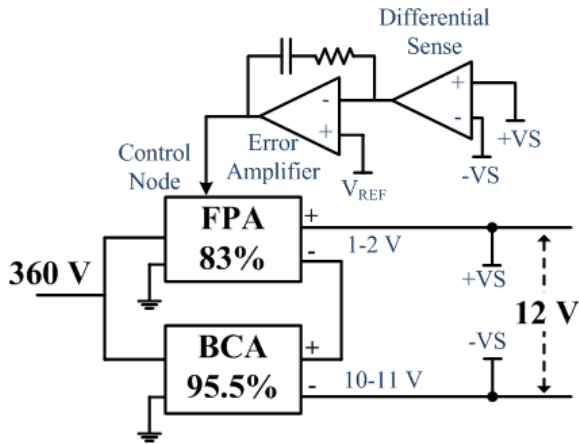 Differential
Sense
+
-
+VS
-VS
-
+
Error
Amplifier
VREF
Control
Node
FPA
83%
+
-
1-2 V
360 V
+VS
12 V
-VS
BCA
95.5%
+
-
10-11 V